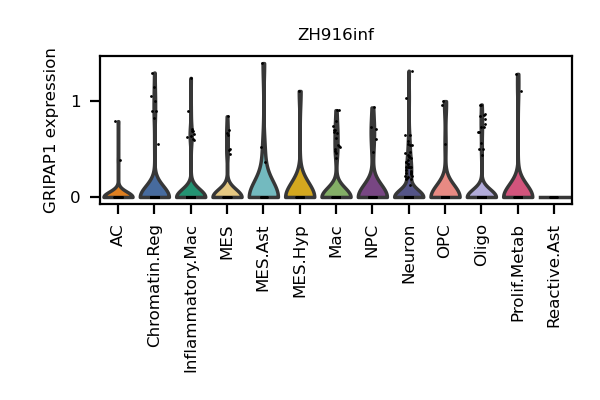 ZH916inf
GRIPAP1 expression
1
0
AC
Chromatin.Reg
Inflammatory.Mac
MES
MES.Ast
MES.Hyp
Mac
NPC
Neuron
OPC
Oligo
Prolif.Metab
Reactive.Ast